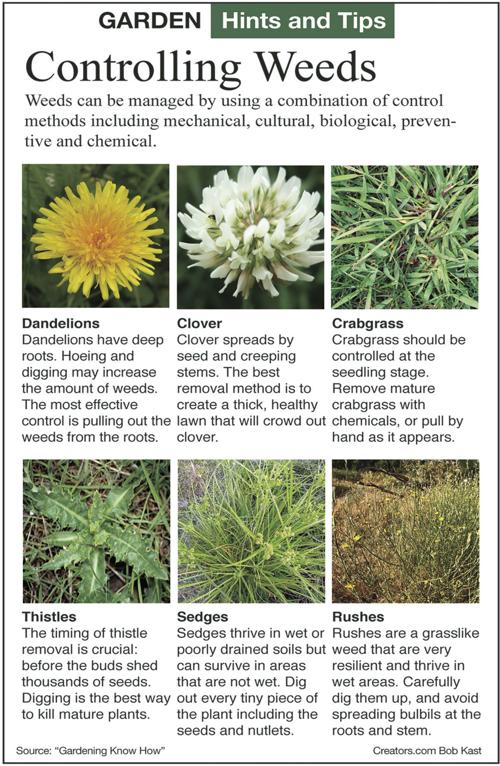 GARDEN Hints and Tips
Controlling Weeds
Weeds can be managed by using a combination of control
methods including mechanical, cultural, biological, preven-
tive and chemical.
Dandelions
Dandelions have deep
roots. Hoeing and
digging may increase
the amount of weeds.
The most effective
control is pulling out the
weeds from the roots.
Clover
Clover spreads by
seed and creeping
stems. The best
removal method is to
create a thick, healthy
lawn that will crowd out
clover.
Crabgrass
Crabgrass should be
controlled at the
seedling stage.
Remove mature
crabgrass with
chemicals, or pull by
hand as it appears.
Thistles
The timing of thistle
removal is crucial:
before the buds shed
thousands of seeds.
Digging is the best way
to kill mature plants.
Sedges
Sedges thrive in wet or
poorly drained soils but
can survive in areas
that are not wet. Dig
out every tiny piece of
the plant including the
seeds and nutlets.
Rushes
Rushes are a grasslike
weed that are very
resilient and thrive in
wet areas. Carefully
dig them up, and avoid
spreading bulbils at the
roots and stem.
Source: “Gardening Know How”
Creators.com Bob Kast